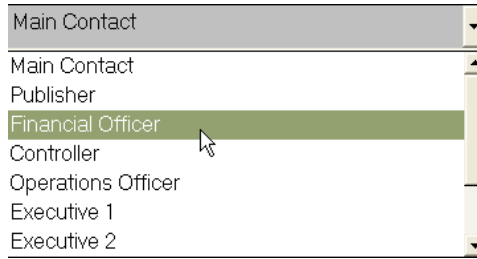 Main Contact
Main Contact
Publisher
Financial Officer
Controller
Operations Officer
Executive 1
Executive 2